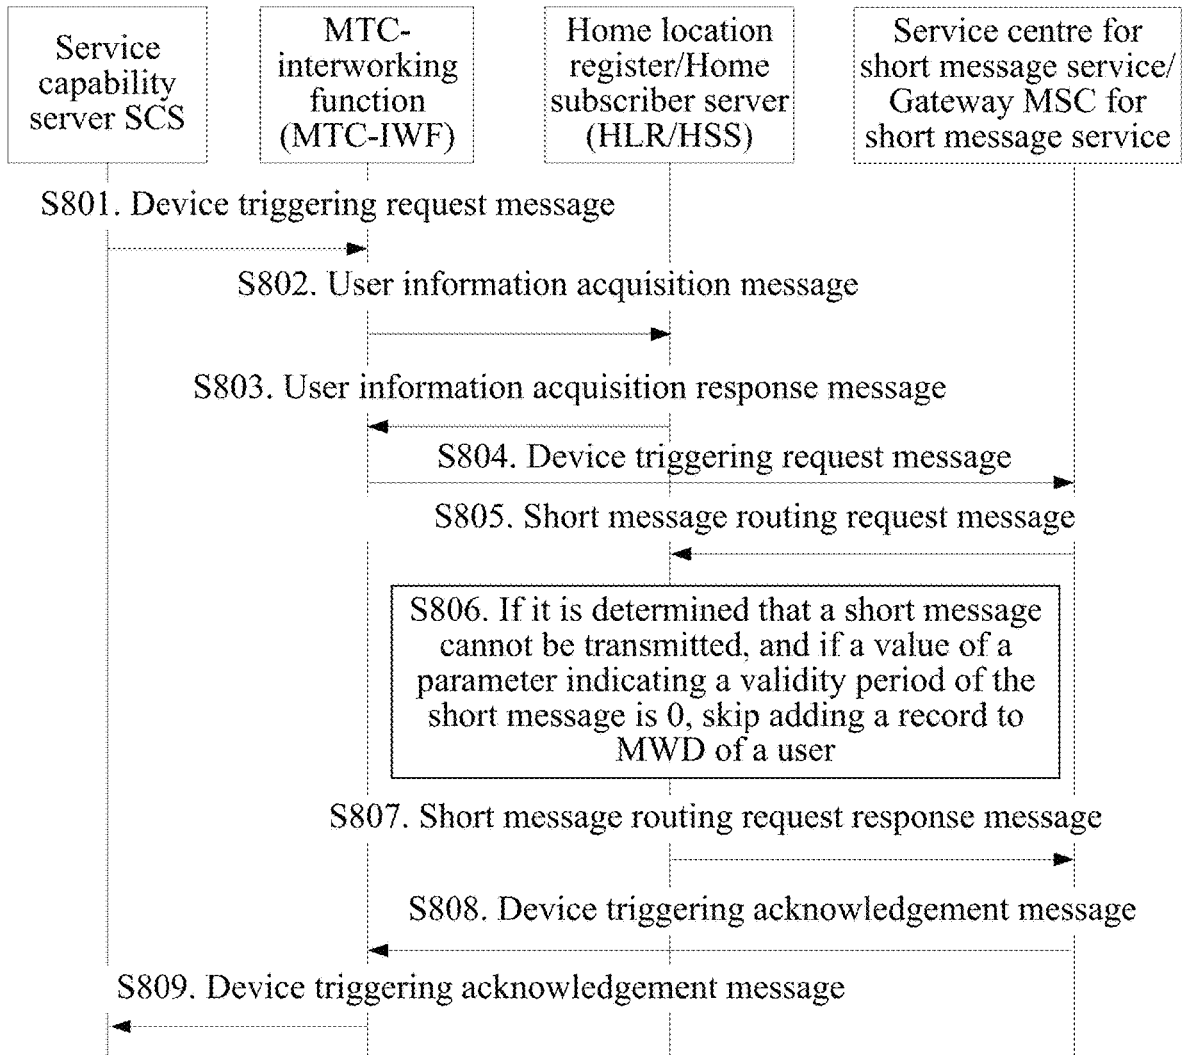 Service
capability
server SCS
MTC-
interworking
function
(MTC-IWF)
Home location
register/Home
subscriber server
(HLR/HSS)
Service centre for
short message service/
Gateway MSC for
short message service
S801. Device triggering request message
S802. User information acquisition message
S803. User information acquisition response message
S804. Device triggering request message
S805. Short message routing request message
S806. If it is determined that a short message
cannot be transmitted, and if a value of a
parameter indicating a validity period of the
short message is 0, skip adding a record to
MWD of a user
S807. Short message routing request response message
S808. Device triggering acknowledgement message
S809. Device triggering acknowledgement message